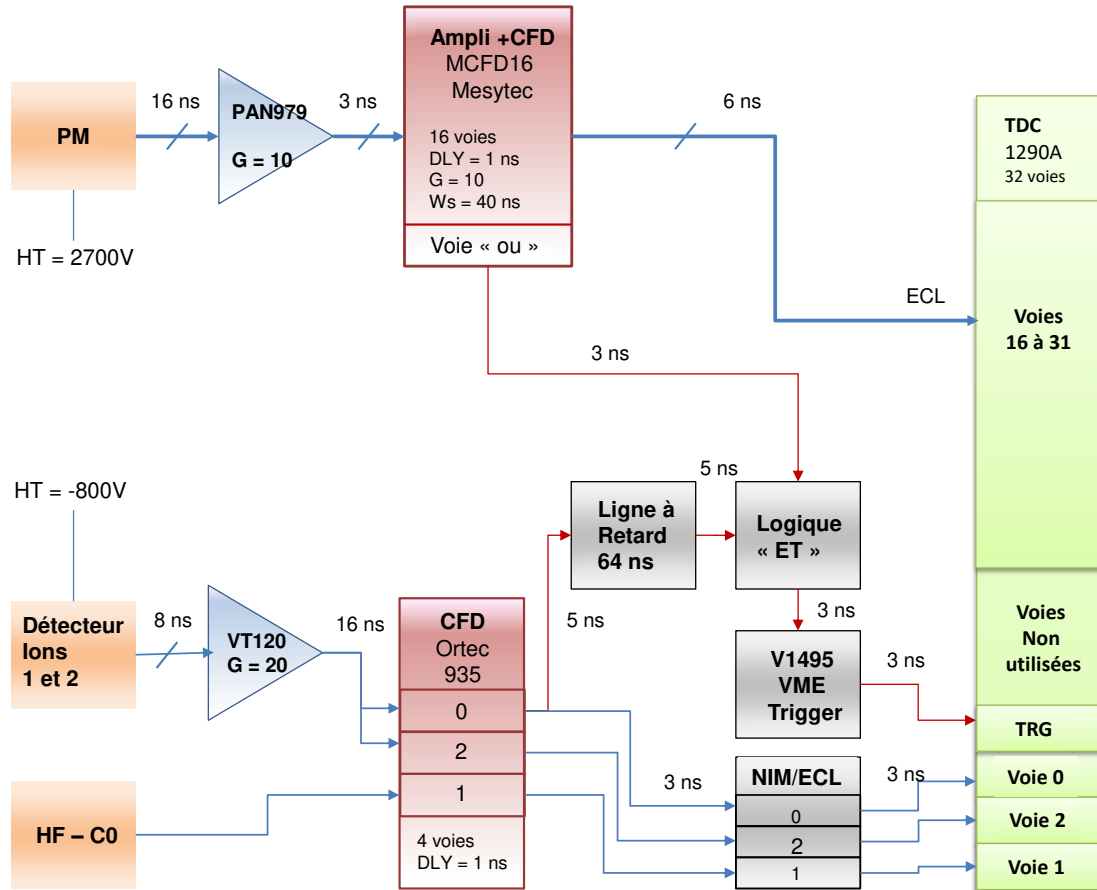 PM
HT = 2700V
16 ns
PAN979
G = 10
3 ns
Ampli +CFD
MCFD16
Mesytec
16 voies
DLY = 1 ns
G = 10
Ws = 40 ns
Voie « ou »
6 ns
ECL
3 ns
TDC
1290A
32 voies
Voies
16 à 31
Voies
Non
utilisées
TRG
Voie 0
Voie 2
Voie 1
HT = -800V
Détecteur
Ions
1 et 2
8 ns
VT120
G = 20
16 ns
CFD
Ortec
935
0
2
1
4 voies
DLY = 1 ns
HF – C0
5 ns
Ligne à
Retard
64 ns
5 ns
Logique
« ET »
3 ns
V1495
VME
Trigger
3 ns
3 ns
NIM/ECL
0
2
1
3 ns